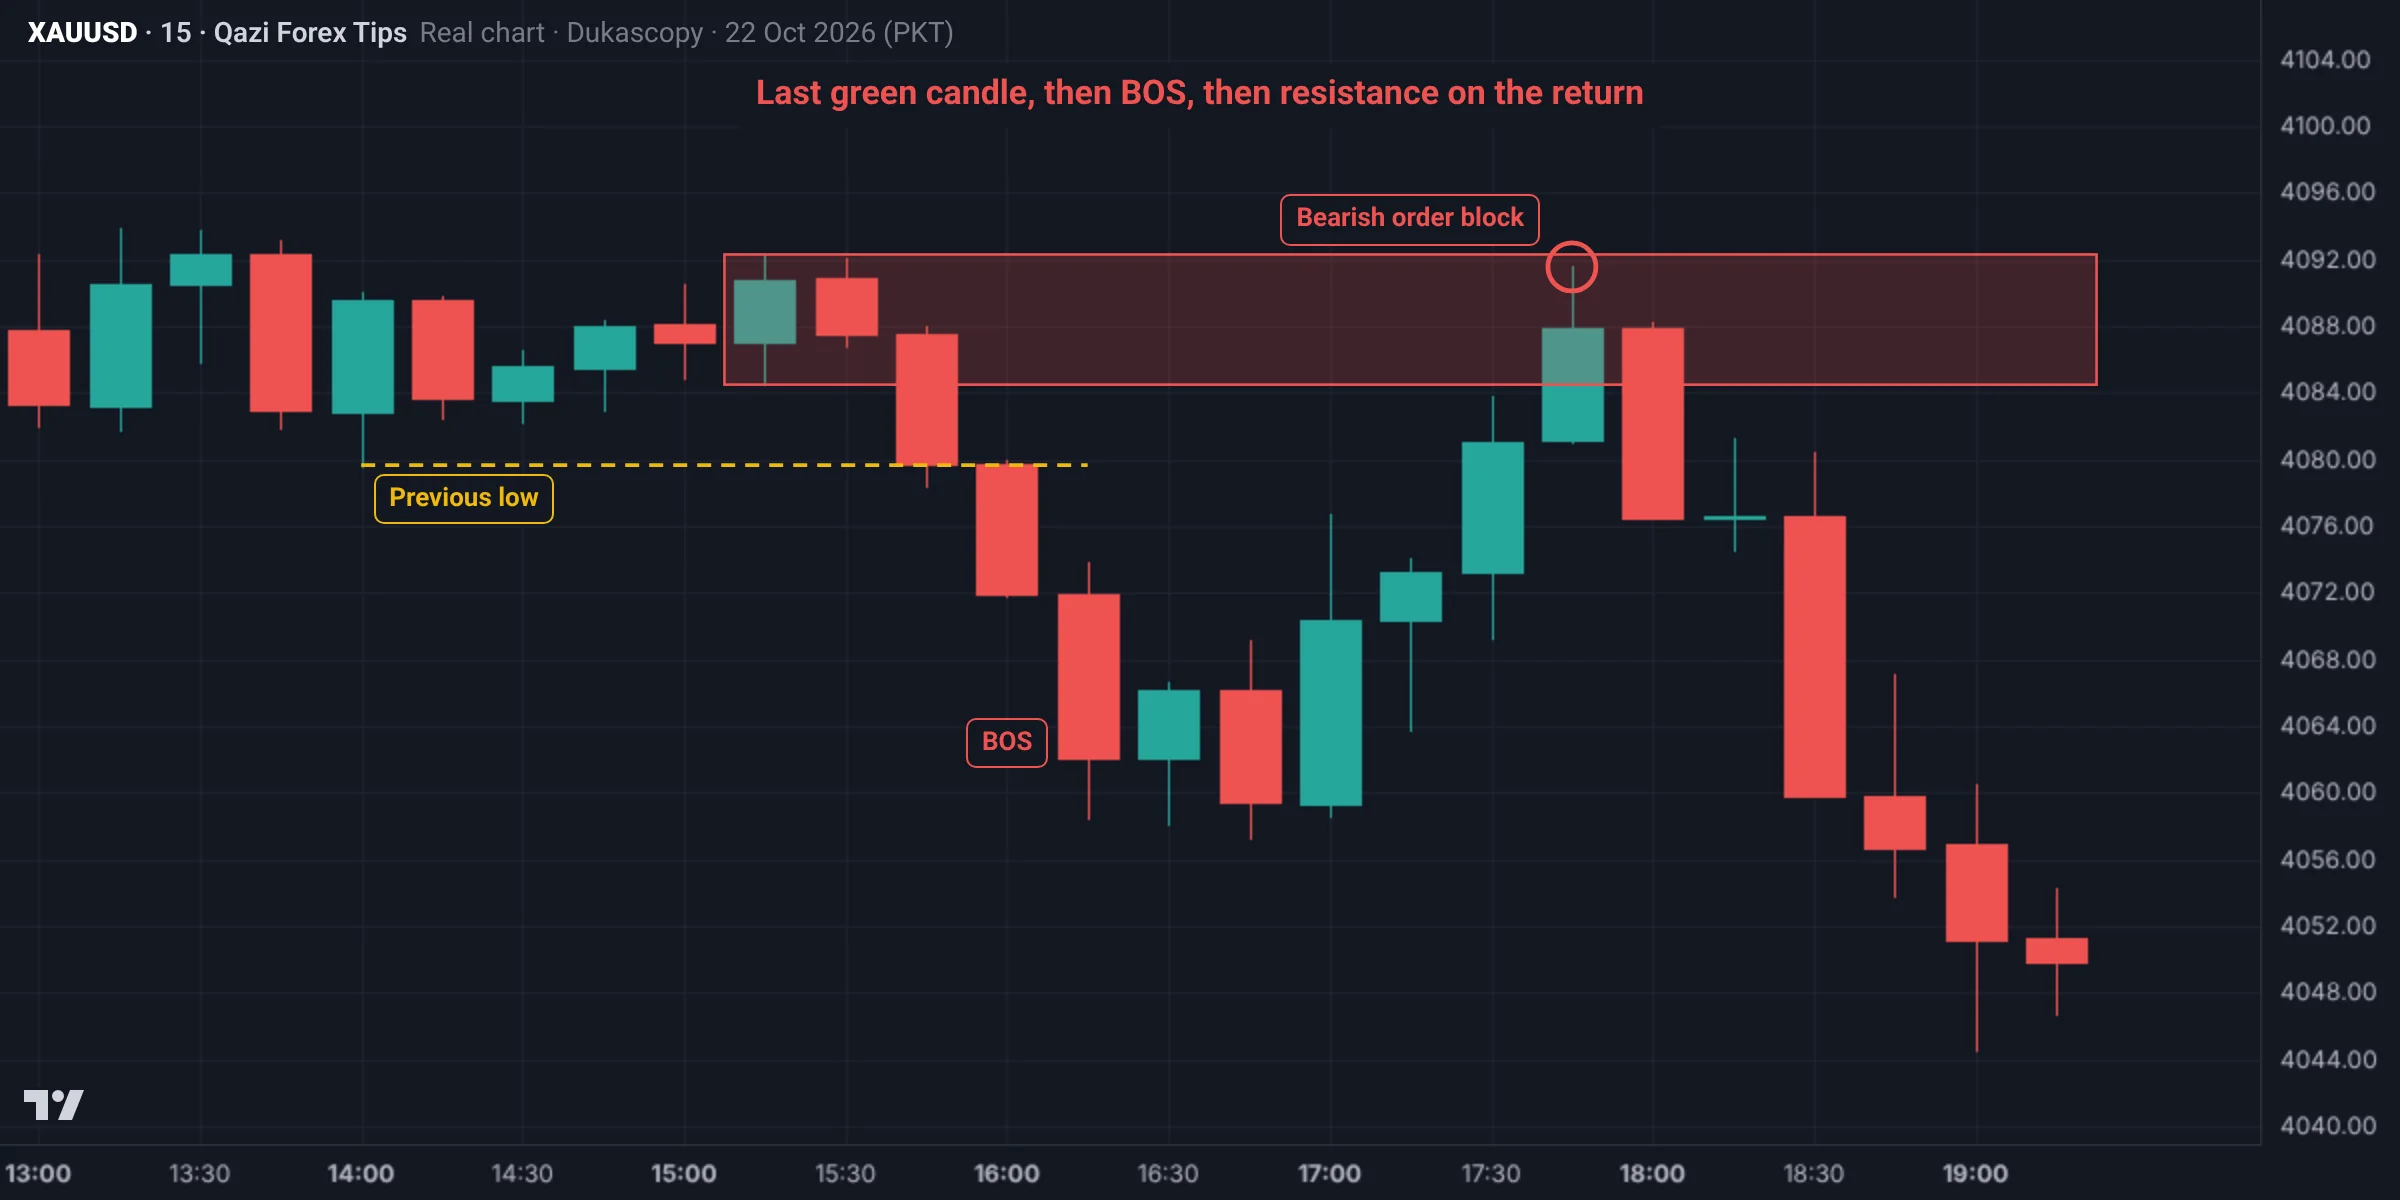 XAUUSD · 15 · Qazi Forex Tips Real chart · Dukascopy · 22 Oct 2026 (PKT)
Last green candle, then BOS, then resistance on the return
Bearish order block
Previous low
BOS
4104.00
4100.00
4096.00
4092.00
4088.00
4084.00
4080.00
4076.00
4072.00
4068.00
4064.00
4060.00
4056.00
4052.00
4048.00
4044.00
4040.00
13:00 13:30 14:00 14:30 15:00 15:30 16:00 16:30 17:00 17:30 18:00 18:30 19:00